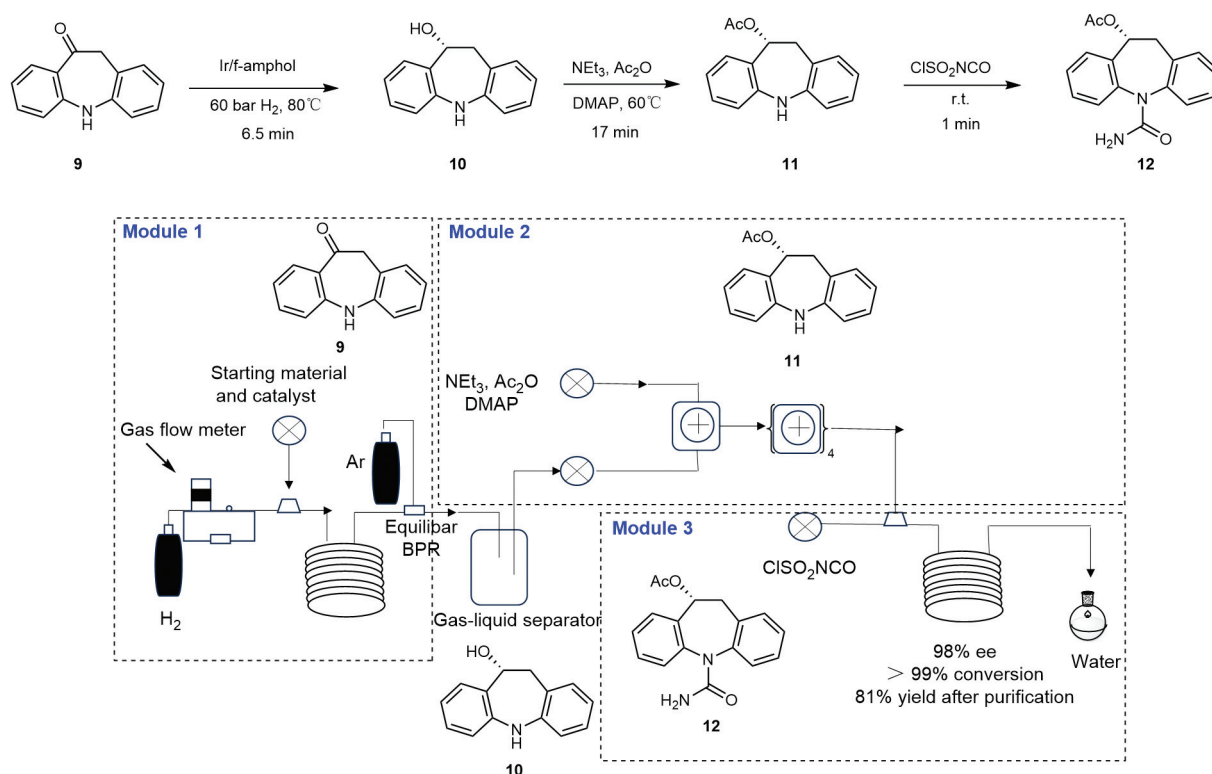 O
N
H
9
Ir/f-amphol
60 bar H2, 80℃
6.5 min
HO
N
H
10
NEt3, Ac2O
DMAP, 60℃
17 min
AcO
N
H
11
ClSO2NCO
r.t.
1 min
AcO
N
H2N
O
12
Module 1
O
N
H
9
Starting material
and catalyst
Gas flow meter
H2
Ar
Equilibar
BPR
Gas-liquid separator
HO
N
H
10
Module 2
AcO
N
H
11
NEt3, Ac2O
DMAP
4
Module 3
ClSO2NCO
AcO
N
H2N
O
12
98% ee
> 99% conversion
81% yield after purification
Water